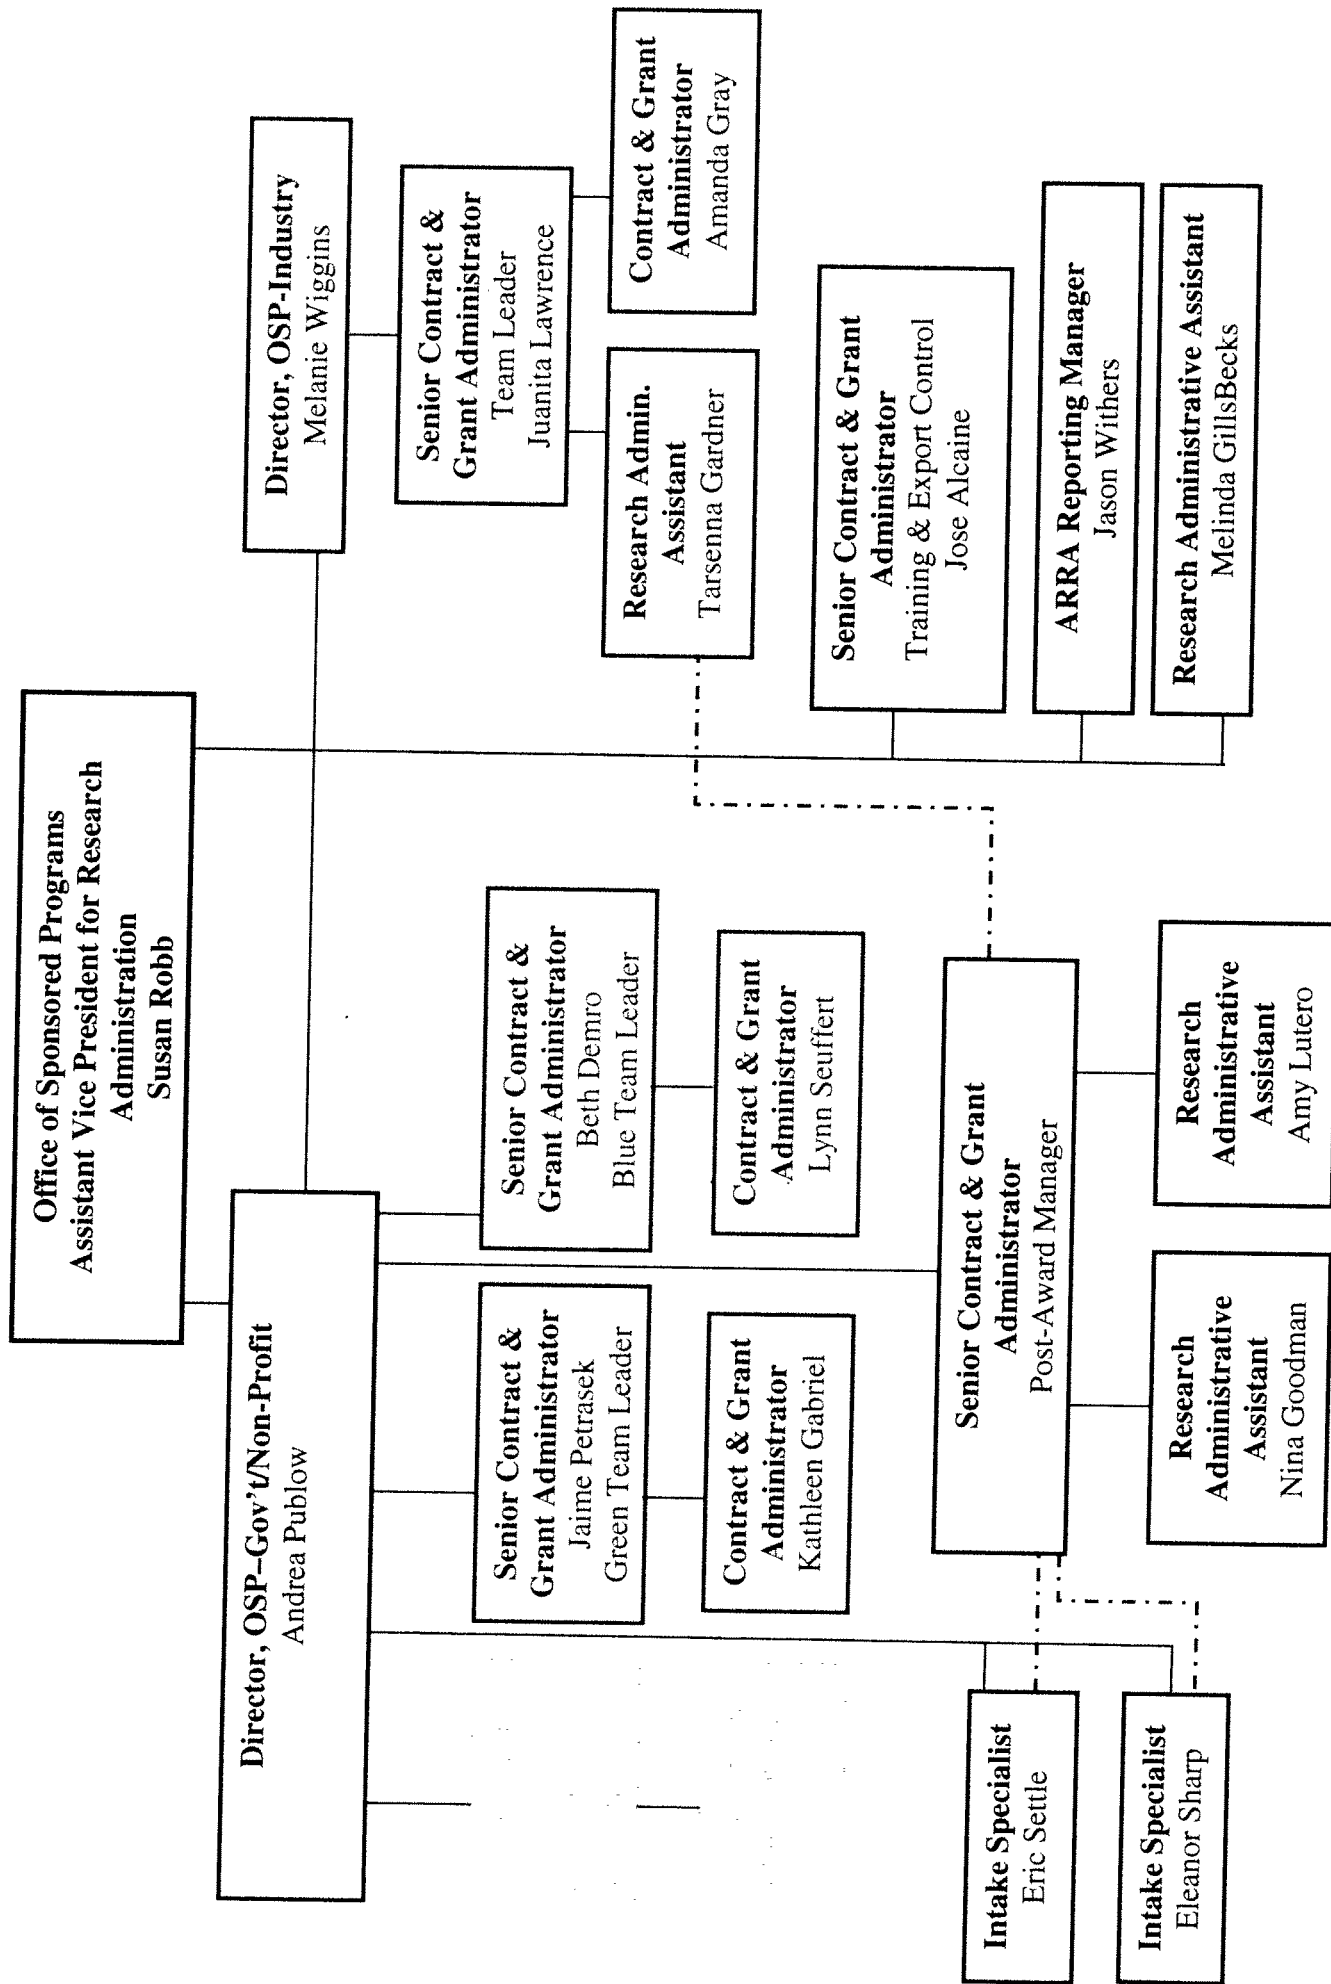 Office of Sponsored Programs
Assistant Vice President for Research
Administration
Susan Robb
Director, OSP–Gov't/Non-Profit
Andrea Publow
Director, OSP-Industry
Melanie Wiggins
Senior Contract &
Grant Administrator
Jaime Petrasek
Green Team Leader
Senior Contract &
Grant Administrator
Beth Demro
Blue Team Leader
Senior Contract &
Grant Administrator
Team Leader
Juanita Lawrence
Contract & Grant
Administrator
Kathleen Gabriel
Contract & Grant
Administrator
Lynn Seuffert
Research Admin.
Assistant
Tarsenna Gardner
Contract & Grant
Administrator
Amanda Gray
Senior Contract & Grant
Administrator
Training & Export Control
Jose Alcaine
Intake Specialist
Eric Settle
Senior Contract & Grant
Administrator
Post-Award Manager
ARRA Reporting Manager
Jason Withers
Intake Specialist
Eleanor Sharp
Research
Administrative
Assistant
Nina Goodman
Research
Administrative
Assistant
Amy Lutero
Research Administrative Assistant
Melinda GillsBecks